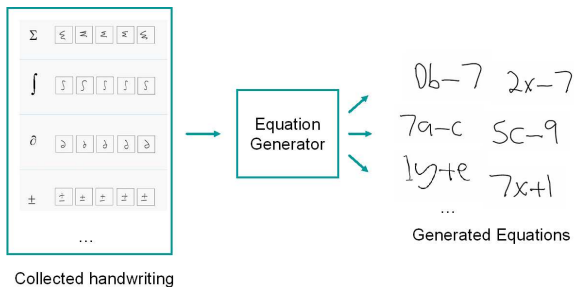 Σ Σ Σ Σ Σ Σ
∫ ∫ ∫ ∫ ∫ ∫
∂ ∂ ∂ ∂ ∂ ∂
± ± ± ± ± ±
...
Collected handwriting
Equation
Generator
0b-7 2x-7
7a-c 5c-9
1y+e 7x+1
...
Generated Equations